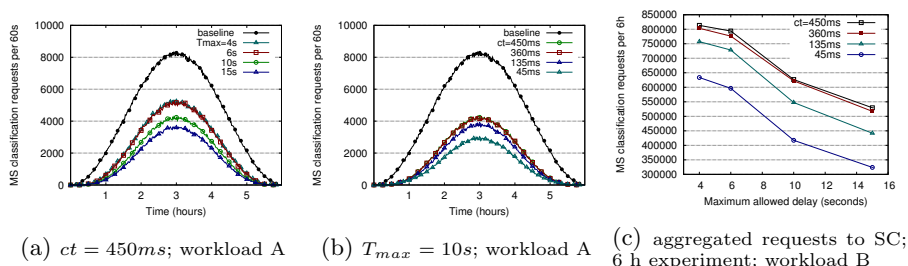 MS classification requests per 60s
10000
8000
6000
4000
2000
0
baseline
Tmax=4s
6s
10s
15s
1 2 3 4 5
Time (hours)
(a) ct = 450ms; workload A
MS classification requests per 60s
10000
8000
6000
4000
2000
0
baseline
ct=450ms
360ms
135ms
45ms
1 2 3 4 5
Time (hours)
(b) Tmax = 10s; workload A
MS classification requests per 6h
850000
800000
750000
700000
650000
600000
550000
500000
450000
400000
350000
300000
ct=450ms
360ms
135ms
45ms
4 6 8 10 12 14 16
Maximum allowed delay (seconds)
(c) aggregated requests to SC;
6 h experiment; workload B